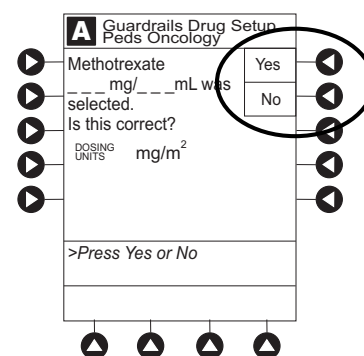 A Guardrails Drug Setup
Peds Oncology
Methotrexate
_ _ _ mg/_ _ _mL was
selected.
Is this correct?
DOSING
UNITS mg/m²
Yes
No
>Press Yes or No